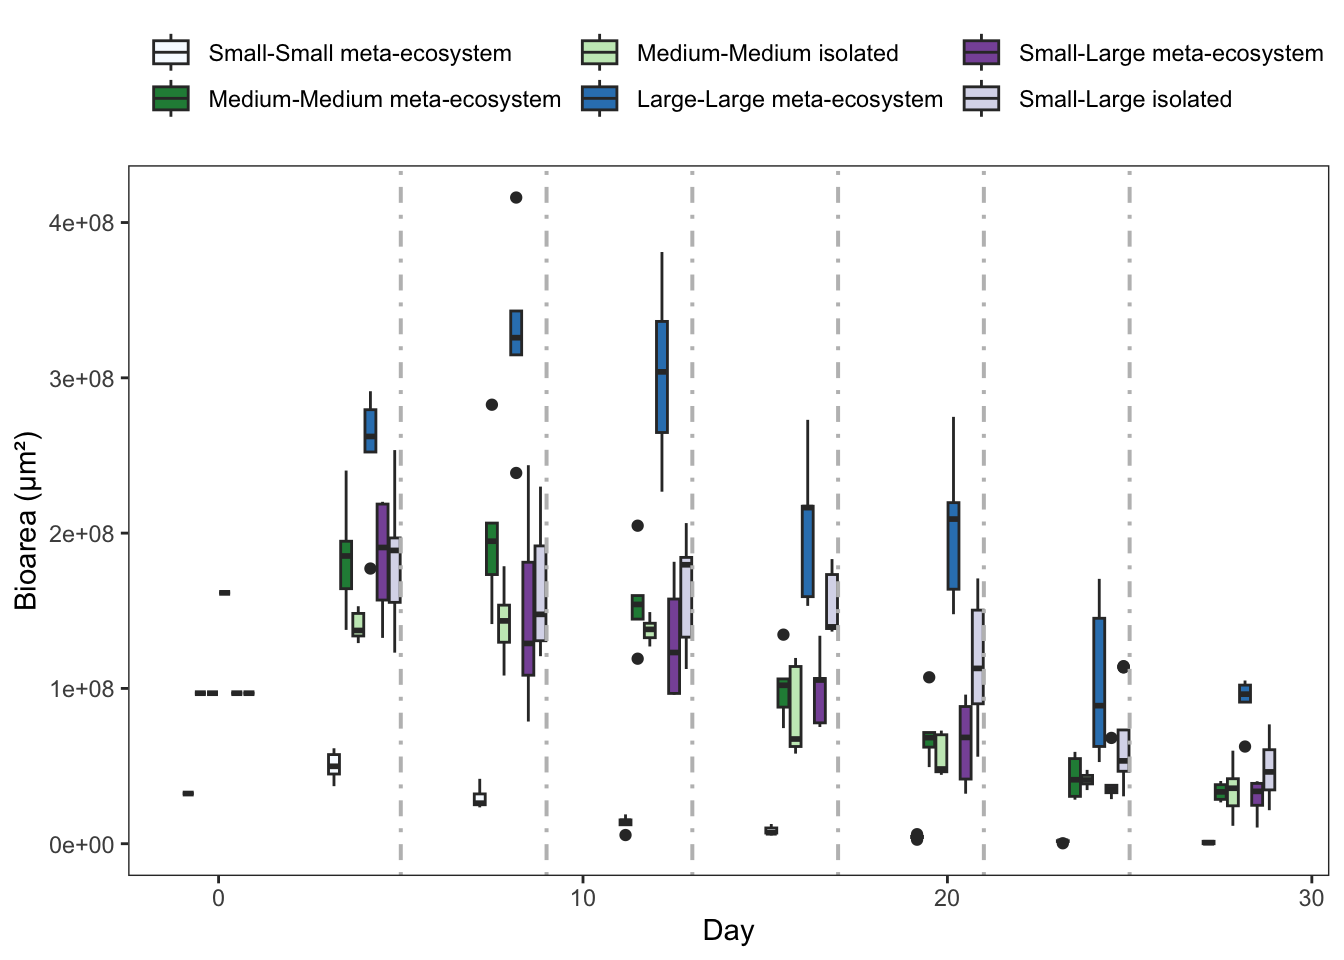 Small-Small meta-ecosystem Medium-Medium isolated Small-Large meta-ecosystem
Medium-Medium meta-ecosystem Large-Large meta-ecosystem Small-Large isolated
4e+08
3e+08
2e+08
1e+08
0e+00
Bioarea (μm²)
0 10 20 30
Day